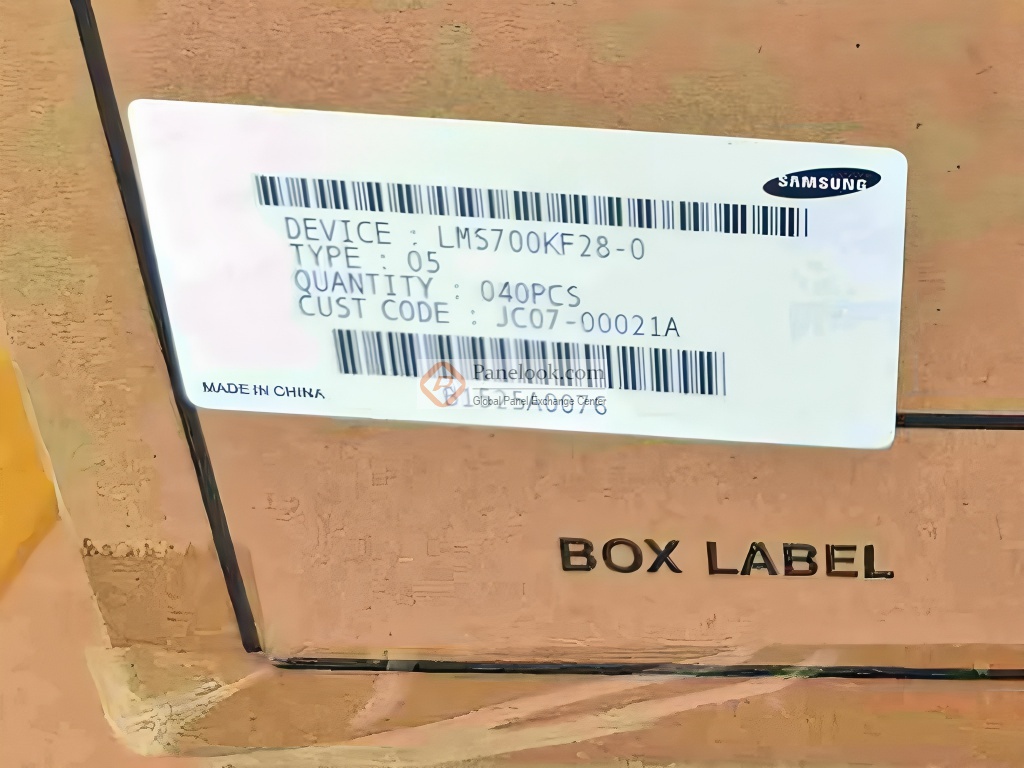 SAMSUNG
DEVICE : LMS700KF28-0
TYPE : 05
QUANTITY : 040PCS
CUST CODE : JC07-00021A
Panelook.com
Global Panel Exchange Center
MADE IN CHINA
BOX LABEL